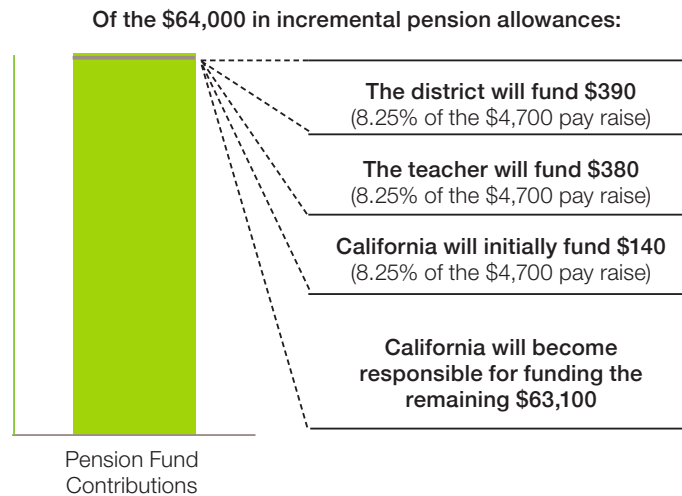 Of the $64,000 in incremental pension allowances:
The district will fund $390
(8.25% of the $4,700 pay raise)
The teacher will fund $380
(8.25% of the $4,700 pay raise)
California will initially fund $140
(8.25% of the $4,700 pay raise)
California will become
responsible for funding the
remaining $63,100
Pension Fund
Contributions